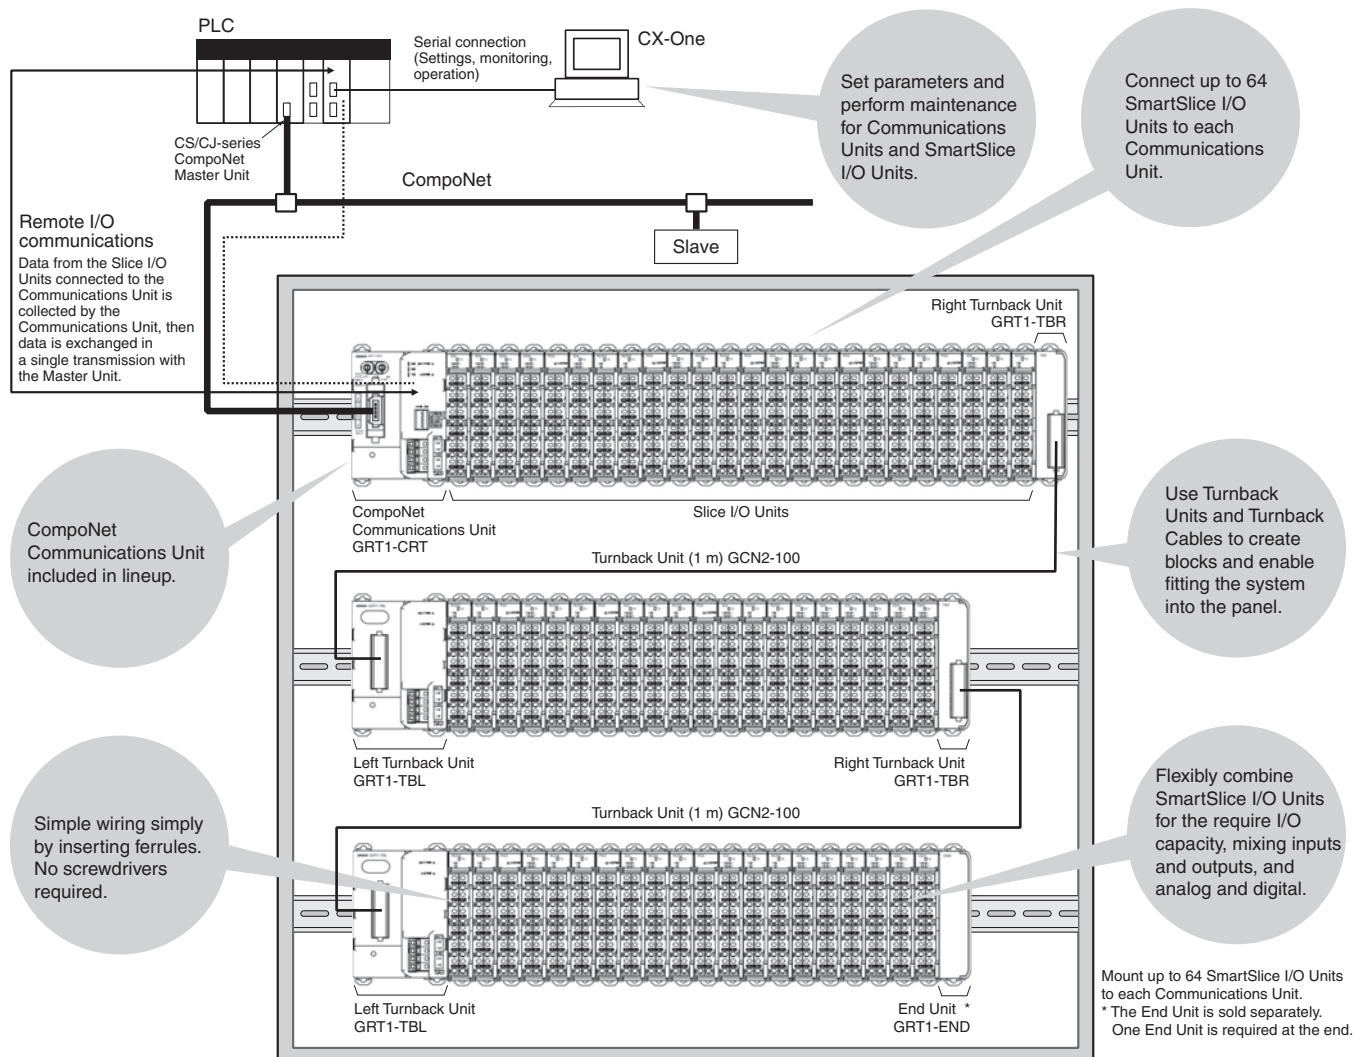 PLC
Serial connection
(Settings, monitoring,
operation)
CX-One
CS/CJ-series
CompoNet
Master Unit
CompoNet
Slave
Set parameters and
perform maintenance
for Communications
Units and SmartSlice
I/O Units.
Connect up to 64
SmartSlice I/O
Units to each
Communications
Unit.
Remote I/O
communications
Data from the Slice I/O
Units connected to the
Communications Unit is
collected by the
Communications Unit, then
data is exchanged in
a single transmission with
the Master Unit.
Right Turnback Unit
GRT1-TBR
CompoNet
Communications Unit
included in lineup.
CompoNet
Communications Unit
GRT1-CRT
Slice I/O Units
Turnback Unit (1 m) GCN2-100
Use Turnback
Units and Turnback
Cables to create
blocks and enable
fitting the system
into the panel.
Left Turnback Unit
GRT1-TBL
Right Turnback Unit
GRT1-TBR
Turnback Unit (1 m) GCN2-100
Simple wiring simply
by inserting ferrules.
No screwdrivers
required.
Flexibly combine
SmartSlice I/O Units
for the require I/O
capacity, mixing inputs
and outputs, and
analog and digital.
Left Turnback Unit
GRT1-TBL
End Unit *
GRT1-END
Mount up to 64 SmartSlice I/O Units
to each Communications Unit.
* The End Unit is sold separately.
One End Unit is required at the end.